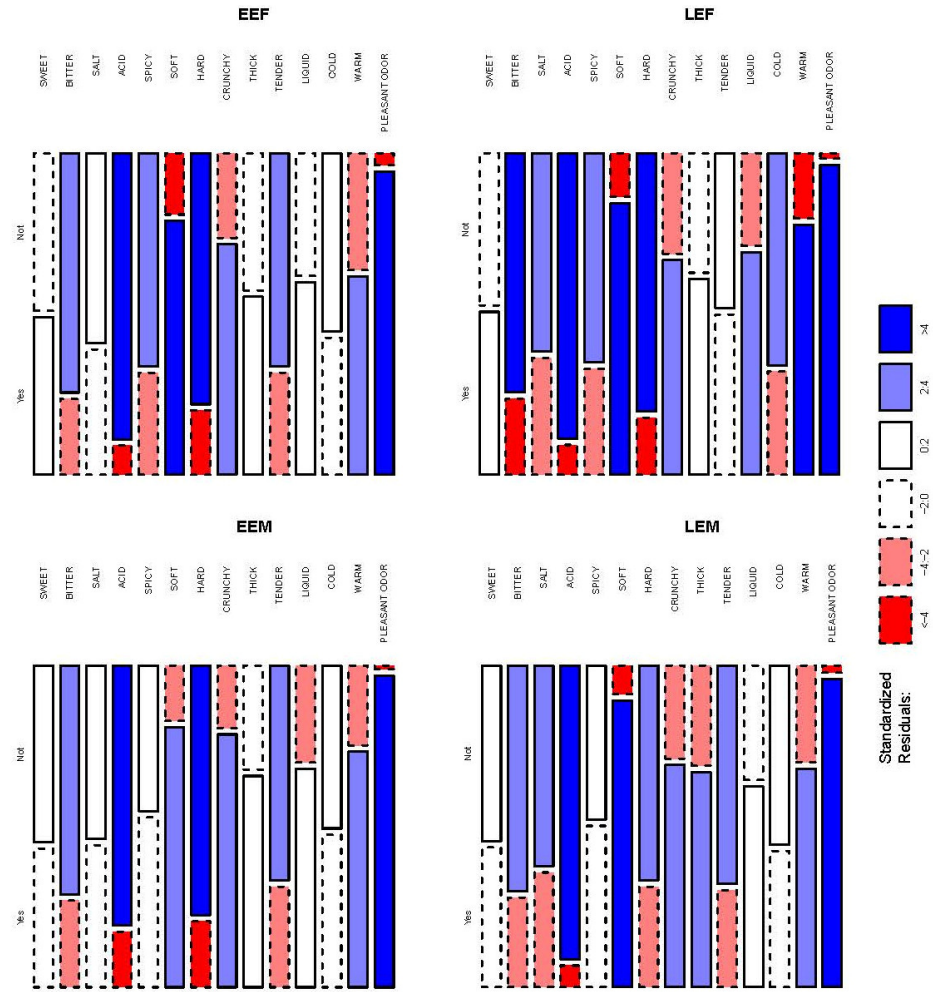 EEF
SWEET
BITTER
SALT
ACID
SPICY
SOFT
HARD
CRUNCHY
THICK
TENDER
LIQUID
COLD
WARM
PLEASANT ODOR
Not
Yes
LEF
SWEET
BITTER
SALT
ACID
SPICY
SOFT
HARD
CRUNCHY
THICK
TENDER
LIQUID
COLD
WARM
PLEASANT ODOR
Not
Yes
EEM
SWEET
BITTER
SALT
ACID
SPICY
SOFT
HARD
CRUNCHY
THICK
TENDER
LIQUID
COLD
WARM
PLEASANT ODOR
Not
Yes
LEM
SWEET
BITTER
SALT
ACID
SPICY
SOFT
HARD
CRUNCHY
THICK
TENDER
LIQUID
COLD
WARM
PLEASANT ODOR
Not
Yes
Standardized
Residuals:
<-4
-4:-2
-2:0
0:2
2:4
>4